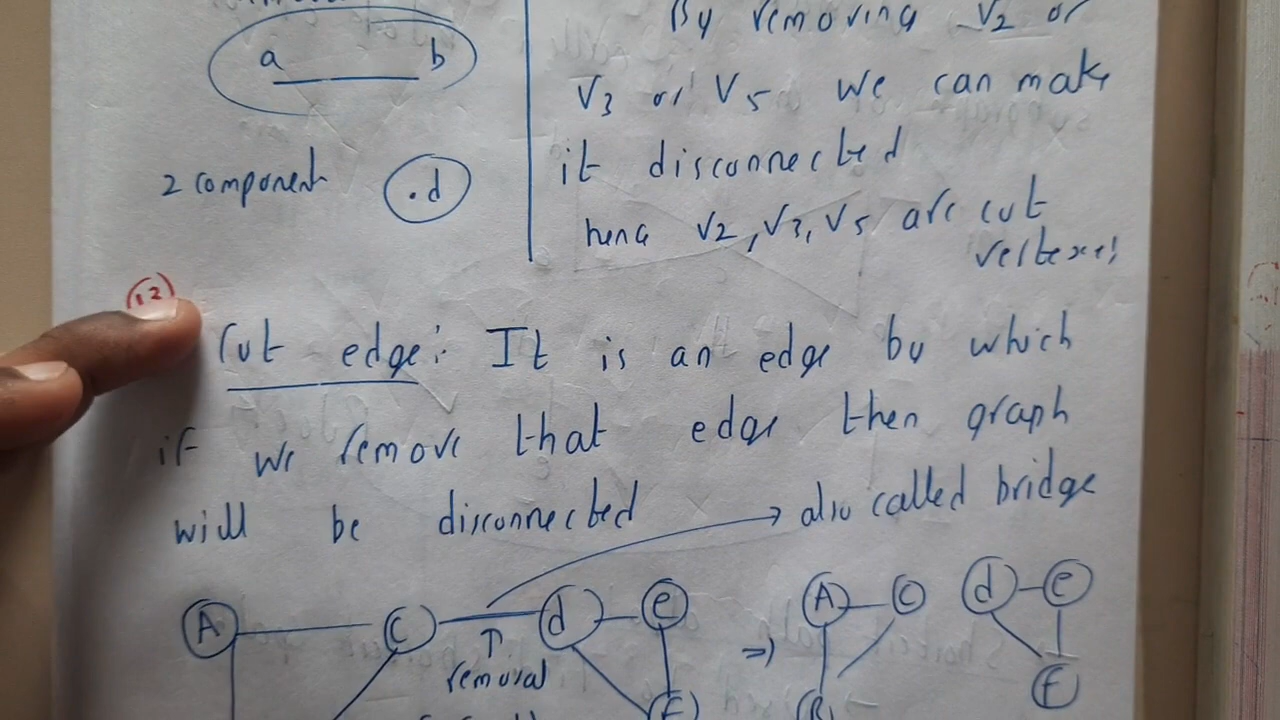 a b
2 component
.d
By removing V2 or
V3 or V5 we can make
it disconnected
henc V2, V3, V5 are cut
vertexes
12
Cut edge: It is an edge by which
if we remove that edge then graph
will be disconnected → also called bridge
A C d e
↑
removal
F
⇒) A C d e
B F